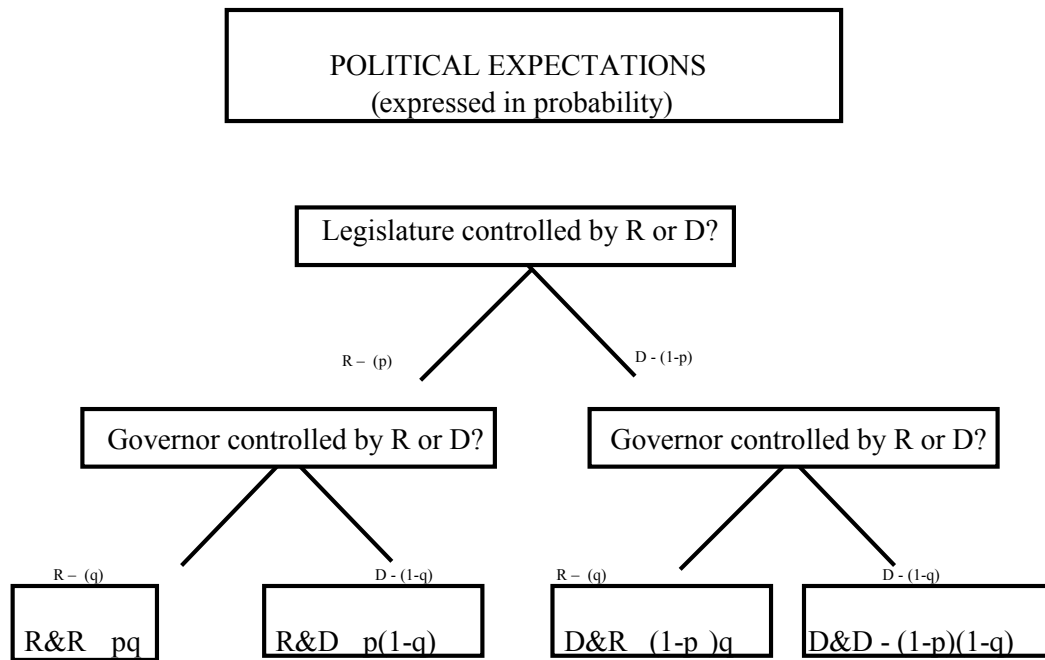 POLITICAL EXPECTATIONS
(expressed in probability)
Legislature controlled by R or D?
R – (p)
D - (1-p)
Governor controlled by R or D?
Governor controlled by R or D?
R – (q)
D - (1-q)
R – (q)
D - (1-q)
R&R pq
R&D p(1-q)
D&R (1-p )q
D&D - (1-p)(1-q)